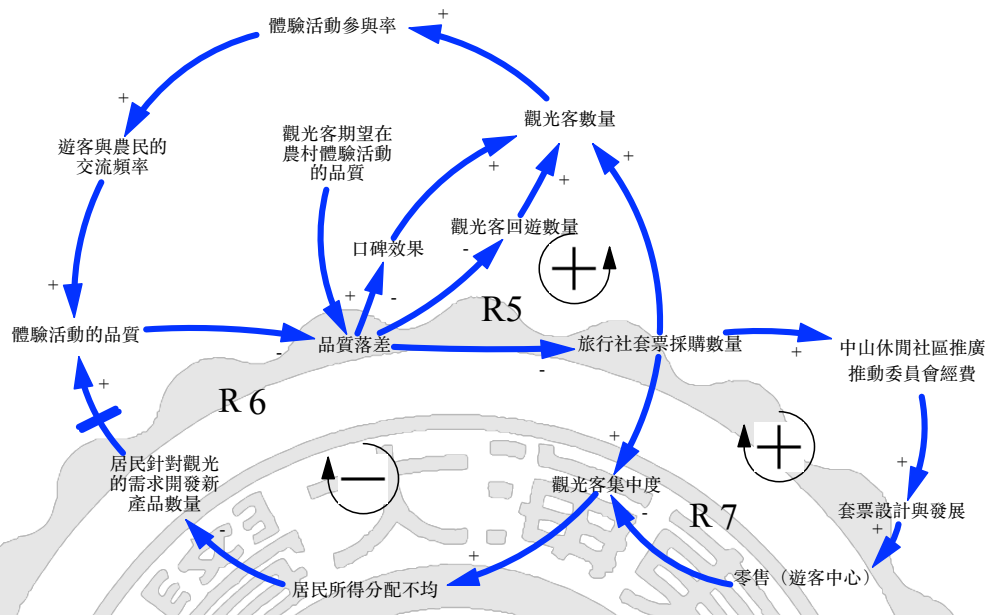 體驗活動參與率
+
+
觀光客數量
觀光客期望在
農村體驗活動
的品質
遊客與農民的
交流頻率
+
+
+
觀光客回遊數量
口碑效果
-
+
+
-
R5
+
體驗活動的品質
-
品質落差
-
旅行社套票採購數量
+
中山休閒社區推廣
推動委員會經費
+
R 6
+
+
居民針對觀光
的需求開發新
產品數量
-
觀光客集中度
-
R 7
+
套票設計與發展
+
-
+
居民所得分配不均
零售（遊客中心）